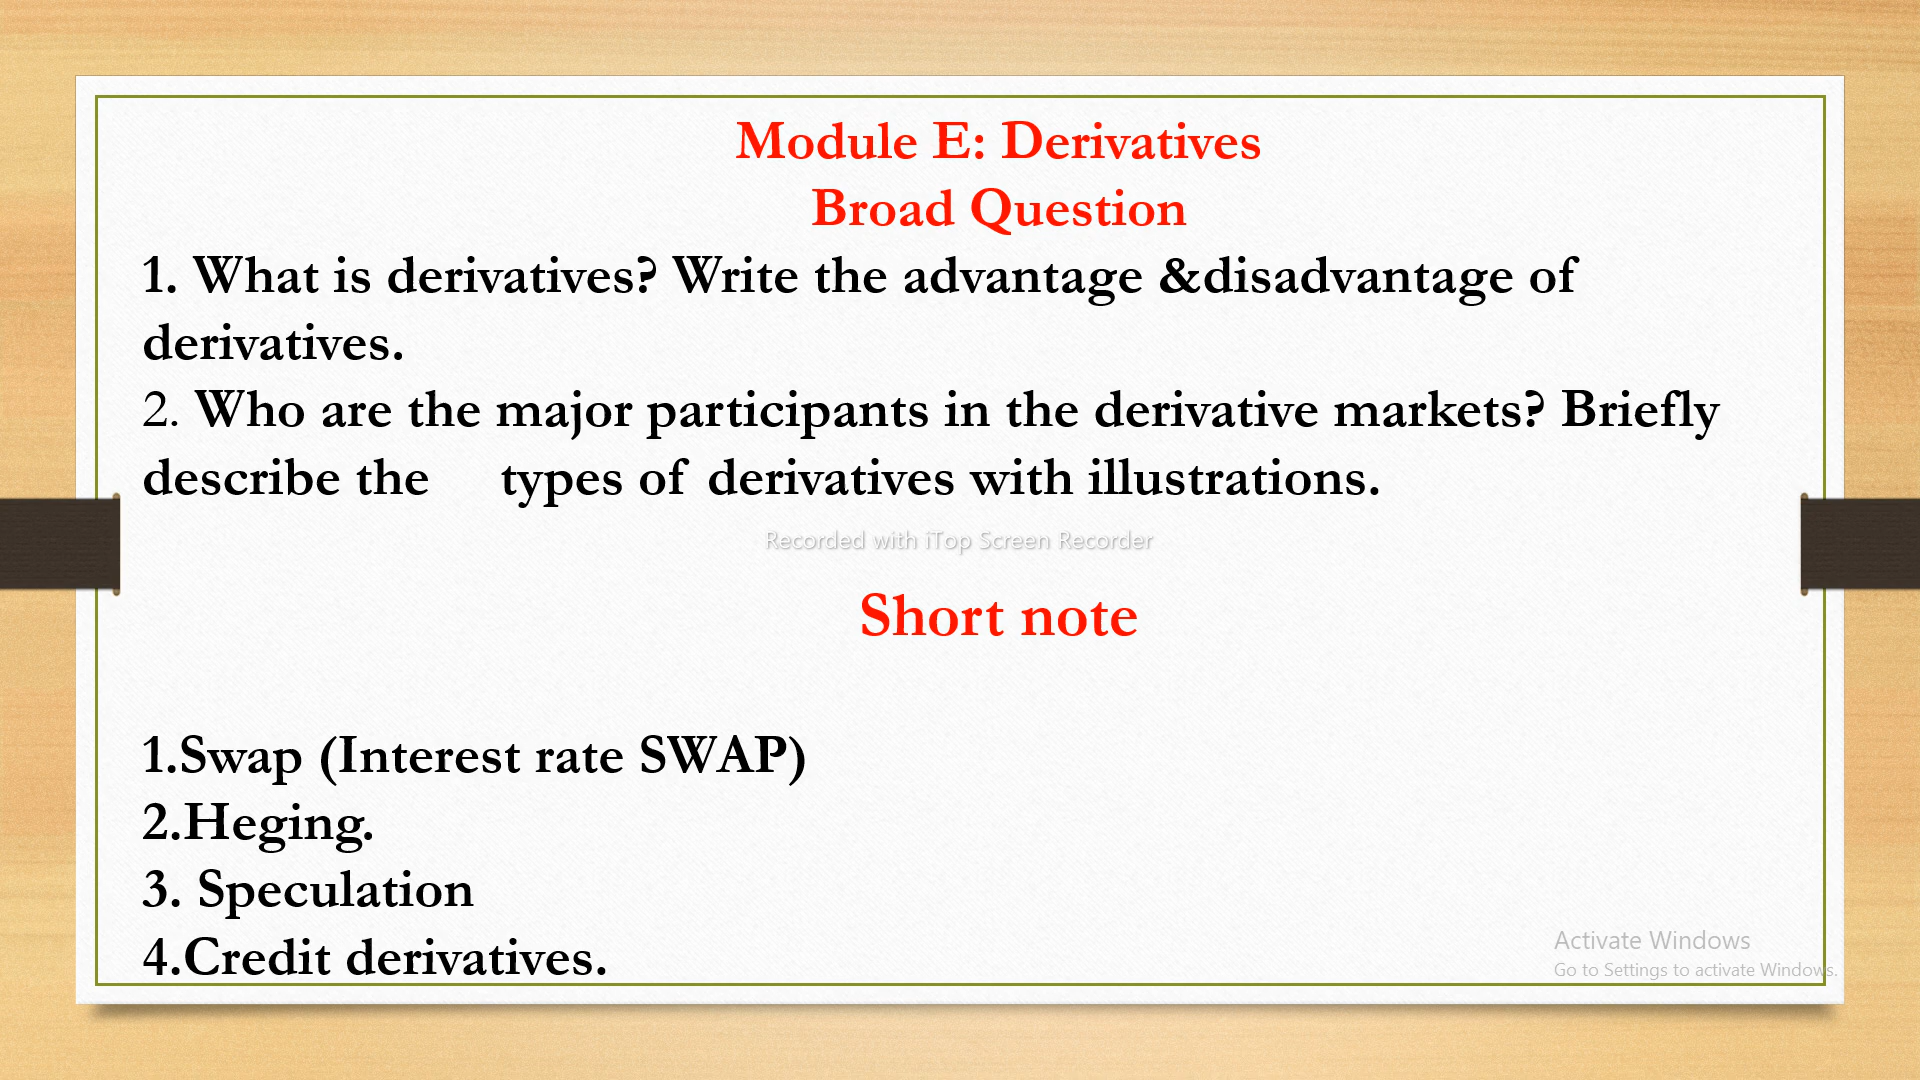 Module E: Derivatives
Broad Question
1. What is derivatives? Write the advantage &disadvantage of
derivatives.
2. Who are the major participants in the derivative markets? Briefly
describe the types of derivatives with illustrations.
Recorded with iTop Screen Recorder
Short note
1.Swap (Interest rate SWAP)
2.Heging.
3. Speculation
4.Credit derivatives.
Activate Windows
Go to Settings to activate Windows.